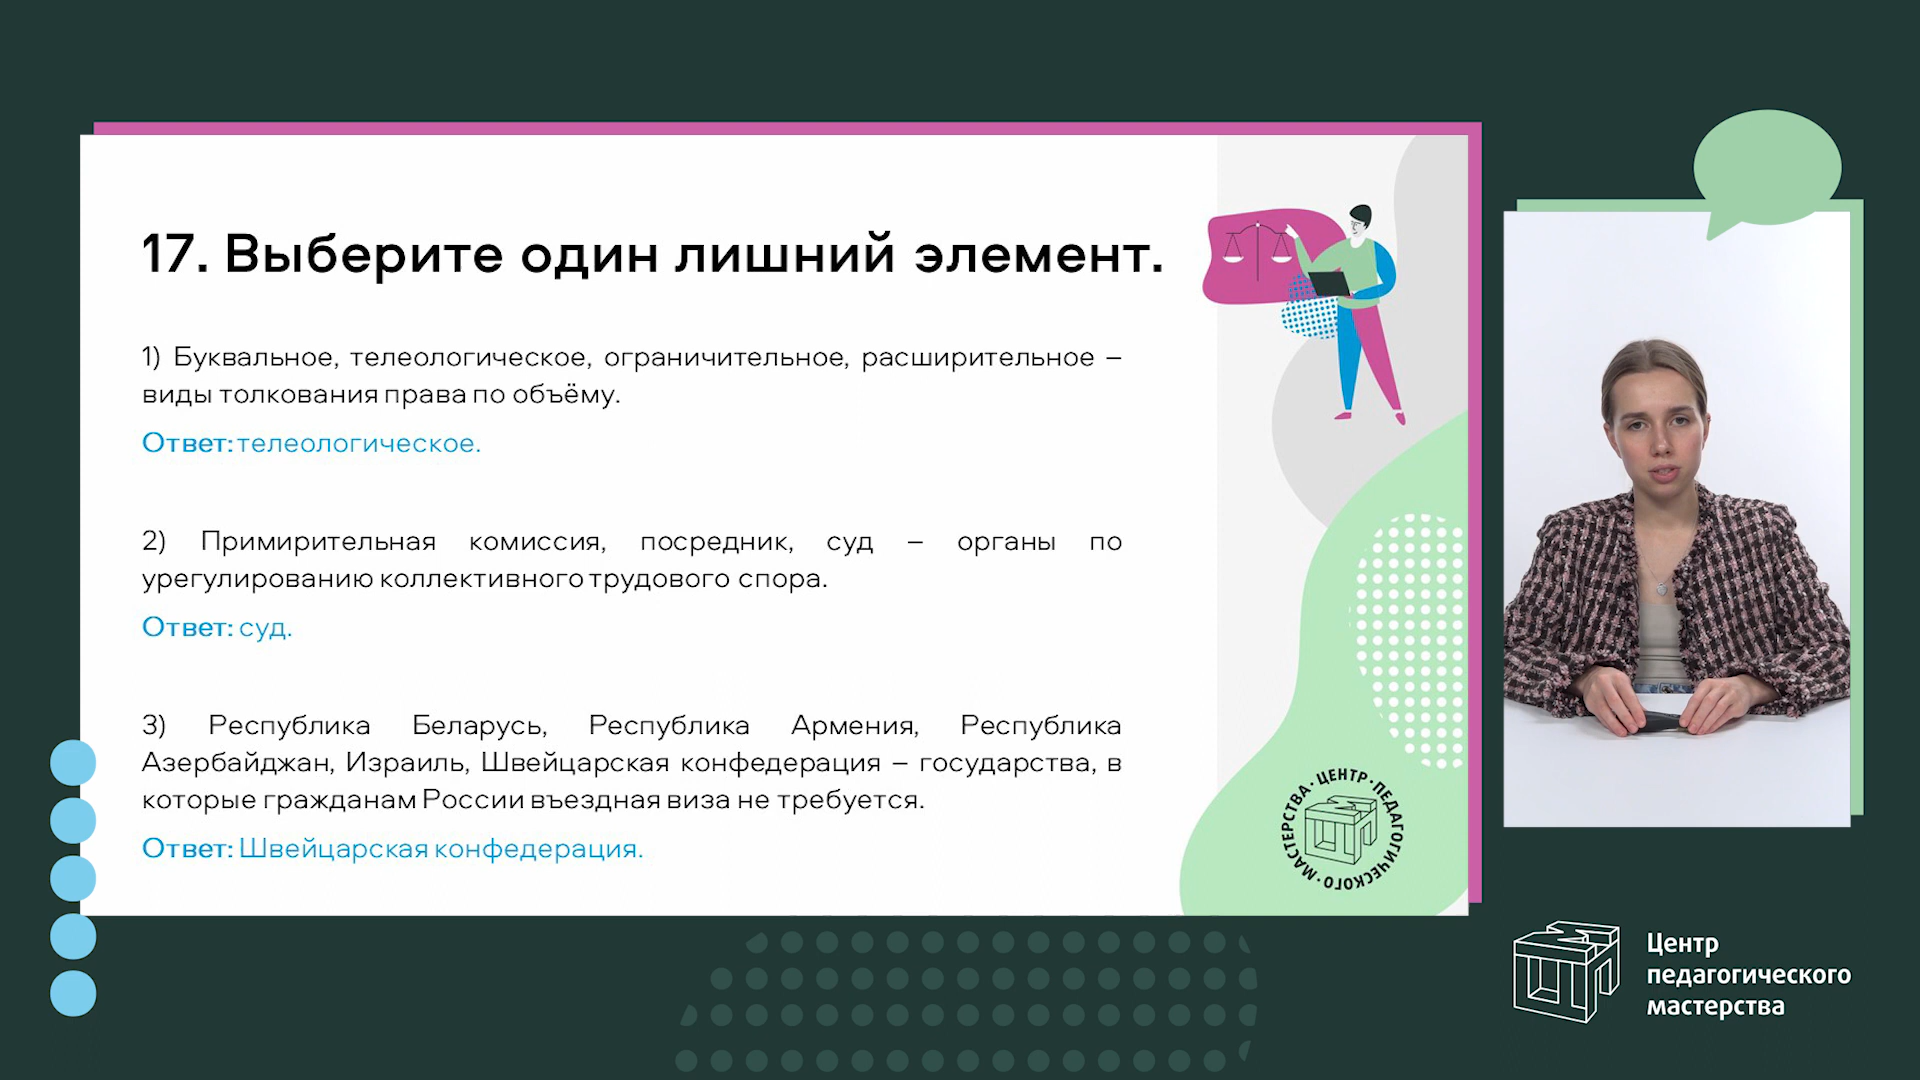 17. Выберите один лишний элемент.
1) Буквальное, телеологическое, ограничительное, расширительное –
виды толкования права по объёму.
Ответ: телеологическое.
2) Примирительная комиссия, посредник, суд – органы по
урегулированию коллективного трудового спора.
Ответ: суд.
3) Республика Беларусь, Республика Армения, Республика
Азербайджан, Израиль, Швейцарская конфедерация – государства, в
которые гражданам России въездная виза не требуется.
Ответ: Швейцарская конфедерация.
ЦЕНТР · ПЕДАГОГИЧЕСКОГО · МАСТЕРСТВА ·
Центр
педагогического
мастерства